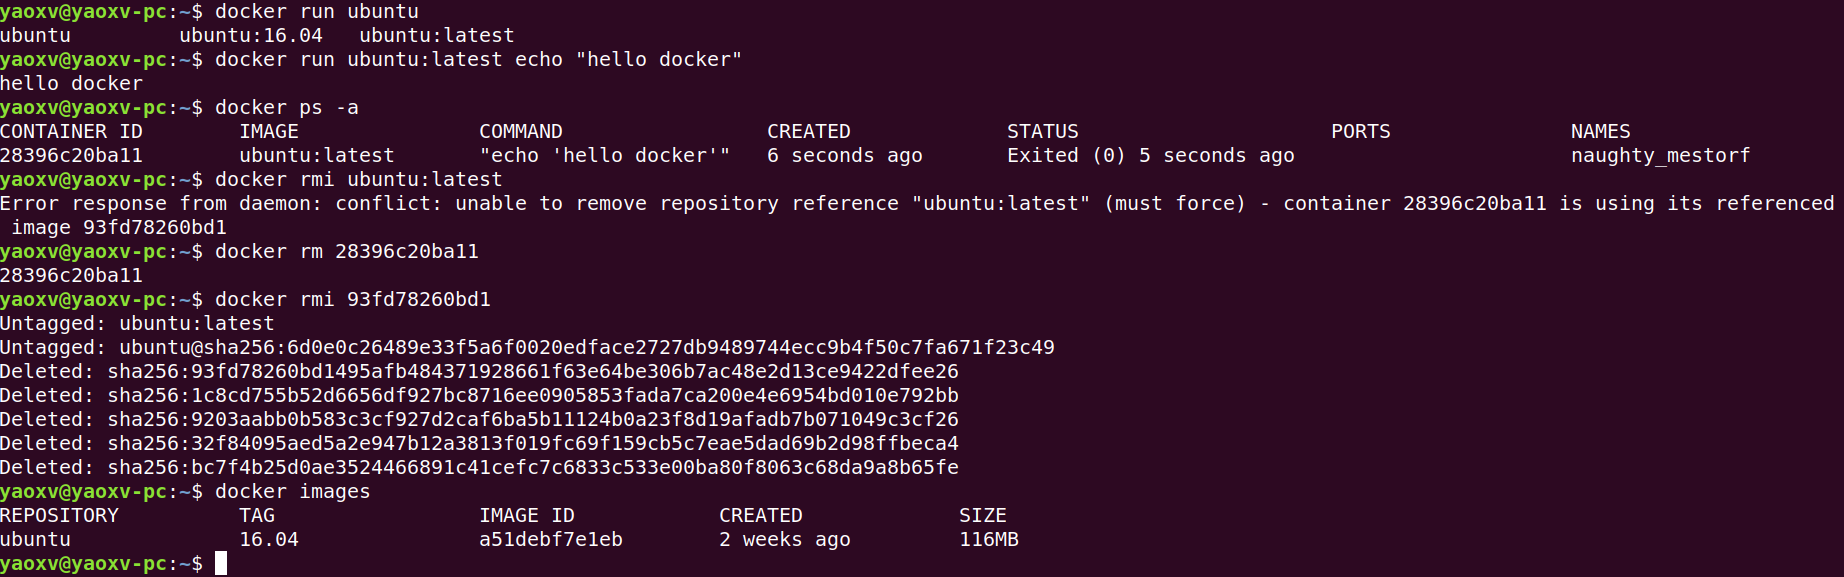 yaoxv@yaoxv-pc:~$ docker run ubuntu
ubuntu         ubuntu:16.04   ubuntu:latest
yaoxv@yaoxv-pc:~$ docker run ubuntu:latest echo "hello docker"
hello docker
yaoxv@yaoxv-pc:~$ docker ps -a
CONTAINER ID        IMAGE               COMMAND                 CREATED             STATUS                     PORTS               NAMES
28396c20ba11        ubuntu:latest       "echo 'hello docker'"   6 seconds ago       Exited (0) 5 seconds ago                       naughty_mestorf
yaoxv@yaoxv-pc:~$ docker rmi ubuntu:latest
Error response from daemon: conflict: unable to remove repository reference "ubuntu:latest" (must force) - container 28396c20ba11 is using its referenced
 image 93fd78260bd1
yaoxv@yaoxv-pc:~$ docker rm 28396c20ba11
28396c20ba11
yaoxv@yaoxv-pc:~$ docker rmi 93fd78260bd1
Untagged: ubuntu:latest
Untagged: ubuntu@sha256:6d0e0c26489e33f5a6f0020edface2727db9489744ecc9b4f50c7fa671f23c49
Deleted: sha256:93fd78260bd1495afb484371928661f63e64be306b7ac48e2d13ce9422dfee26
Deleted: sha256:1c8cd755b52d6656df927bc8716ee0905853fada7ca200e4e6954bd010e792bb
Deleted: sha256:9203aabb0b583c3cf927d2caf6ba5b11124b0a23f8d19afadb7b071049c3cf26
Deleted: sha256:32f84095aed5a2e947b12a3813f019fc69f159cb5c7eae5dad69b2d98ffbeca4
Deleted: sha256:bc7f4b25d0ae3524466891c41cefc7c6833c533e00ba80f8063c68da9a8b65fe
yaoxv@yaoxv-pc:~$ docker images
REPOSITORY          TAG                 IMAGE ID            CREATED             SIZE
ubuntu              16.04               a51debf7e1eb        2 weeks ago         116MB
yaoxv@yaoxv-pc:~$